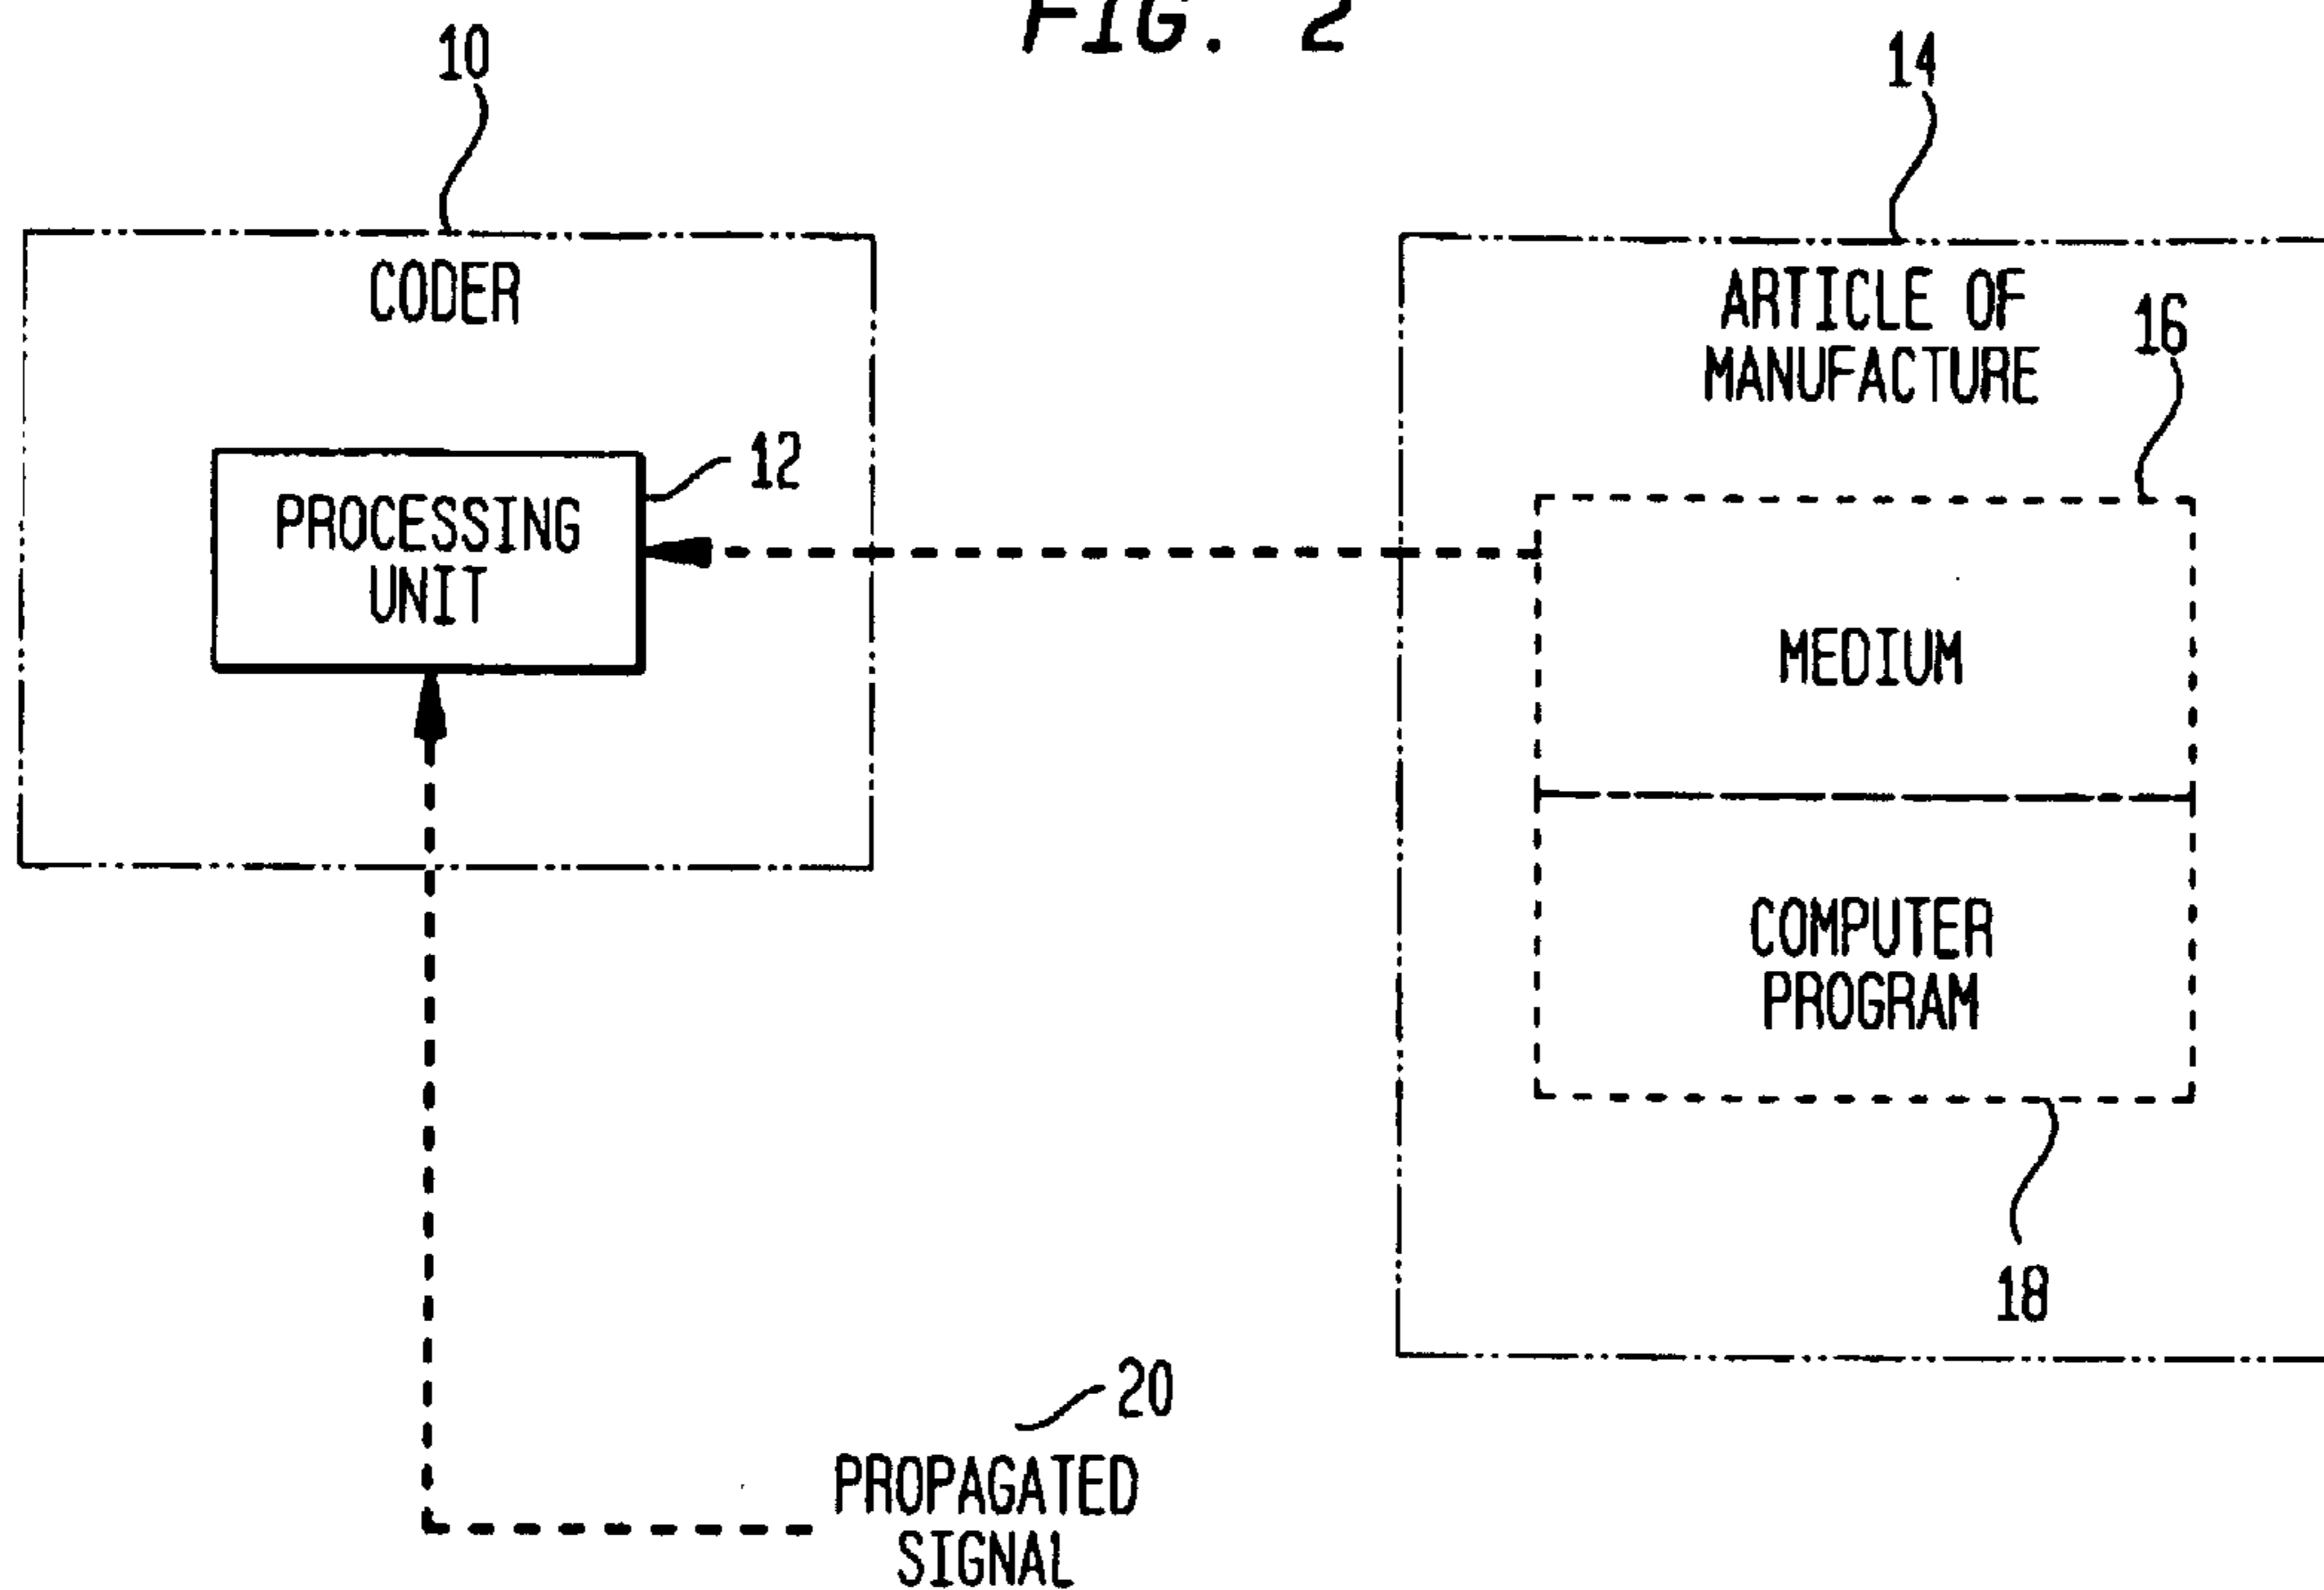 FIG. 2
10
14
CODER
ARTICLE OF
MANUFACTURE
16
12
PROCESSING
UNIT
MEDIUM
COMPUTER
PROGRAM
18
20
PROPAGATED
SIGNAL